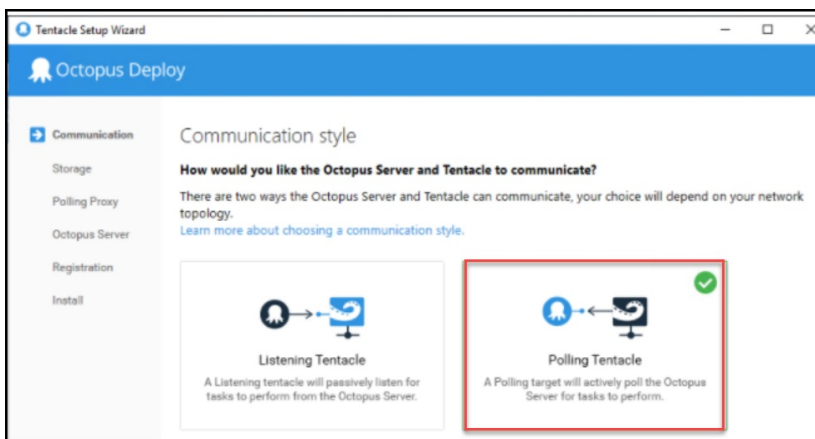 Tentacle Setup Wizard
Octopus Deploy
Communication
Storage
Polling Proxy
Octopus Server
Registration
Install
Communication style
How would you like the Octopus Server and Tentacle to communicate?
There are two ways the Octopus Server and Tentacle can communicate, your choice will depend on your network
topology.
Learn more about choosing a communication style.
Listening Tentacle
A Listening tentacle will passively listen for
tasks to perform from the Octopus Server.
Polling Tentacle
A Polling target will actively poll the Octopus
Server for tasks to perform.